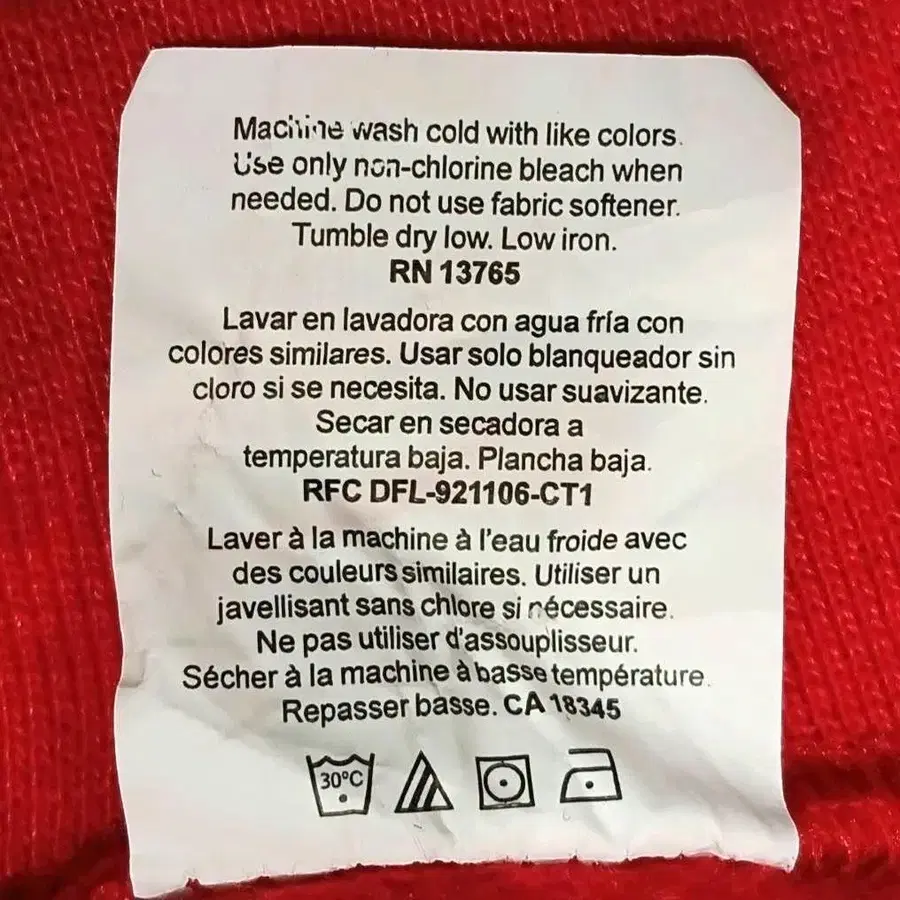 Machine wash cold with like colors.
Use only non-chlorine bleach when
needed. Do not use fabric softener.
Tumble dry low. Low iron.
RN 13765
Lavar en lavadora con agua fría con
colores similares. Usar solo blanqueador sin
cloro si se necesita. No usar suavizante.
Secar en secadora a
temperatura baja. Plancha baja.
RFC DFL-921106-CT1
Laver à la machine à l'eau froide avec
des couleurs similaires. Utiliser un
javellisant sans chlore si nécessaire.
Ne pas utiliser d'assouplisseur.
Sécher à la machine à basse température.
Repasser basse. CA 18345
30°C